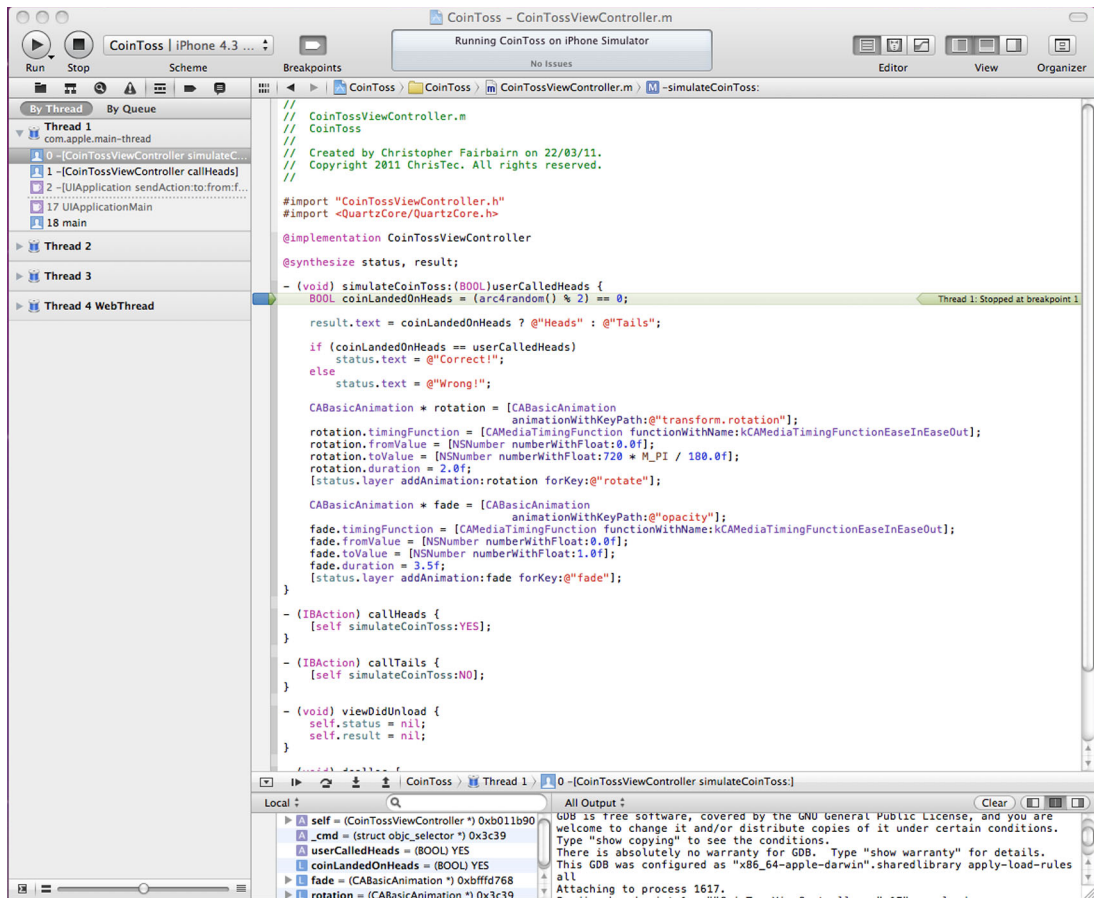 CoinToss – CoinTossViewController.m
CoinToss | iPhone 4.3 ...
Running CoinToss on iPhone Simulator
No Issues
Run Stop Scheme Breakpoints Editor View Organizer
CoinToss CoinToss CoinTossViewController.m M -simulateCoinToss:
By Thread By Queue
Thread 1
com.apple.main-thread
0 -[CoinTossViewController simulateC...
1 -[CoinTossViewController callHeads]
2 -[UIApplication sendAction:to:from:f...
17 UIApplicationMain
18 main
Thread 2
Thread 3
Thread 4 WebThread
//
// CoinTossViewController.m
// CoinToss
//
// Created by Christopher Fairbairn on 22/03/11.
// Copyright 2011 ChrisTec. All rights reserved.
//
#import "CoinTossViewController.h"
#import <QuartzCore/QuartzCore.h>
@implementation CoinTossViewController
@synthesize status, result;
- (void) simulateCoinToss:(BOOL)userCalledHeads {
BOOL coinLandedOnHeads = (arc4random() % 2) == 0;
Thread 1: Stopped at breakpoint 1
result.text = coinLandedOnHeads ? @"Heads" : @"Tails";
if (coinLandedOnHeads == userCalledHeads)
status.text = @"Correct!";
else
status.text = @"Wrong!";
CABasicAnimation * rotation = [CABasicAnimation
animationWithKeyPath:@"transform.rotation"];
rotation.timingFunction = [CAMediaTimingFunction functionWithName:kCAMediaTimingFunctionEaseInEaseOut];
rotation.fromValue = [NSNumber numberWithFloat:0.0f];
rotation.toValue = [NSNumber numberWithFloat:720 * M_PI / 180.0f];
rotation.duration = 2.0f;
[status.layer addAnimation:rotation forKey:@"rotate"];
CABasicAnimation * fade = [CABasicAnimation
animationWithKeyPath:@"opacity"];
fade.timingFunction = [CAMediaTimingFunction functionWithName:kCAMediaTimingFunctionEaseInEaseOut];
fade.fromValue = [NSNumber numberWithFloat:0.0f];
fade.toValue = [NSNumber numberWithFloat:1.0f];
fade.duration = 3.5f;
[status.layer addAnimation:fade forKey:@"fade"];
}
- (IBAction) callHeads {
[self simulateCoinToss:YES];
}
- (IBAction) callTails {
[self simulateCoinToss:NO];
}
- (void) viewDidUnload {
self.status = nil;
self.result = nil;
}
CoinToss Thread 1 0 -[CoinTossViewController simulateCoinToss:]
Local
All Output Clear
A self = (CoinTossViewController *) 0xb011b90
A _cmd = (struct objc_selector *) 0x3c39
A userCalledHeads = (BOOL) YES
L coinLandedOnHeads = (BOOL) YES
L fade = (CABasicAnimation *) 0xbfffd768
L rotation = (CABasicAnimation *) 0x3c39
GDB is free software, covered by the GNU General Public License, and you are
welcome to change it and/or distribute copies of it under certain conditions.
Type "show copying" to see the conditions.
There is absolutely no warranty for GDB. Type "show warranty" for details.
This GDB was configured as "x86_64-apple-darwin".sharedlibrary apply-load-rules
all
Attaching to process 1617.